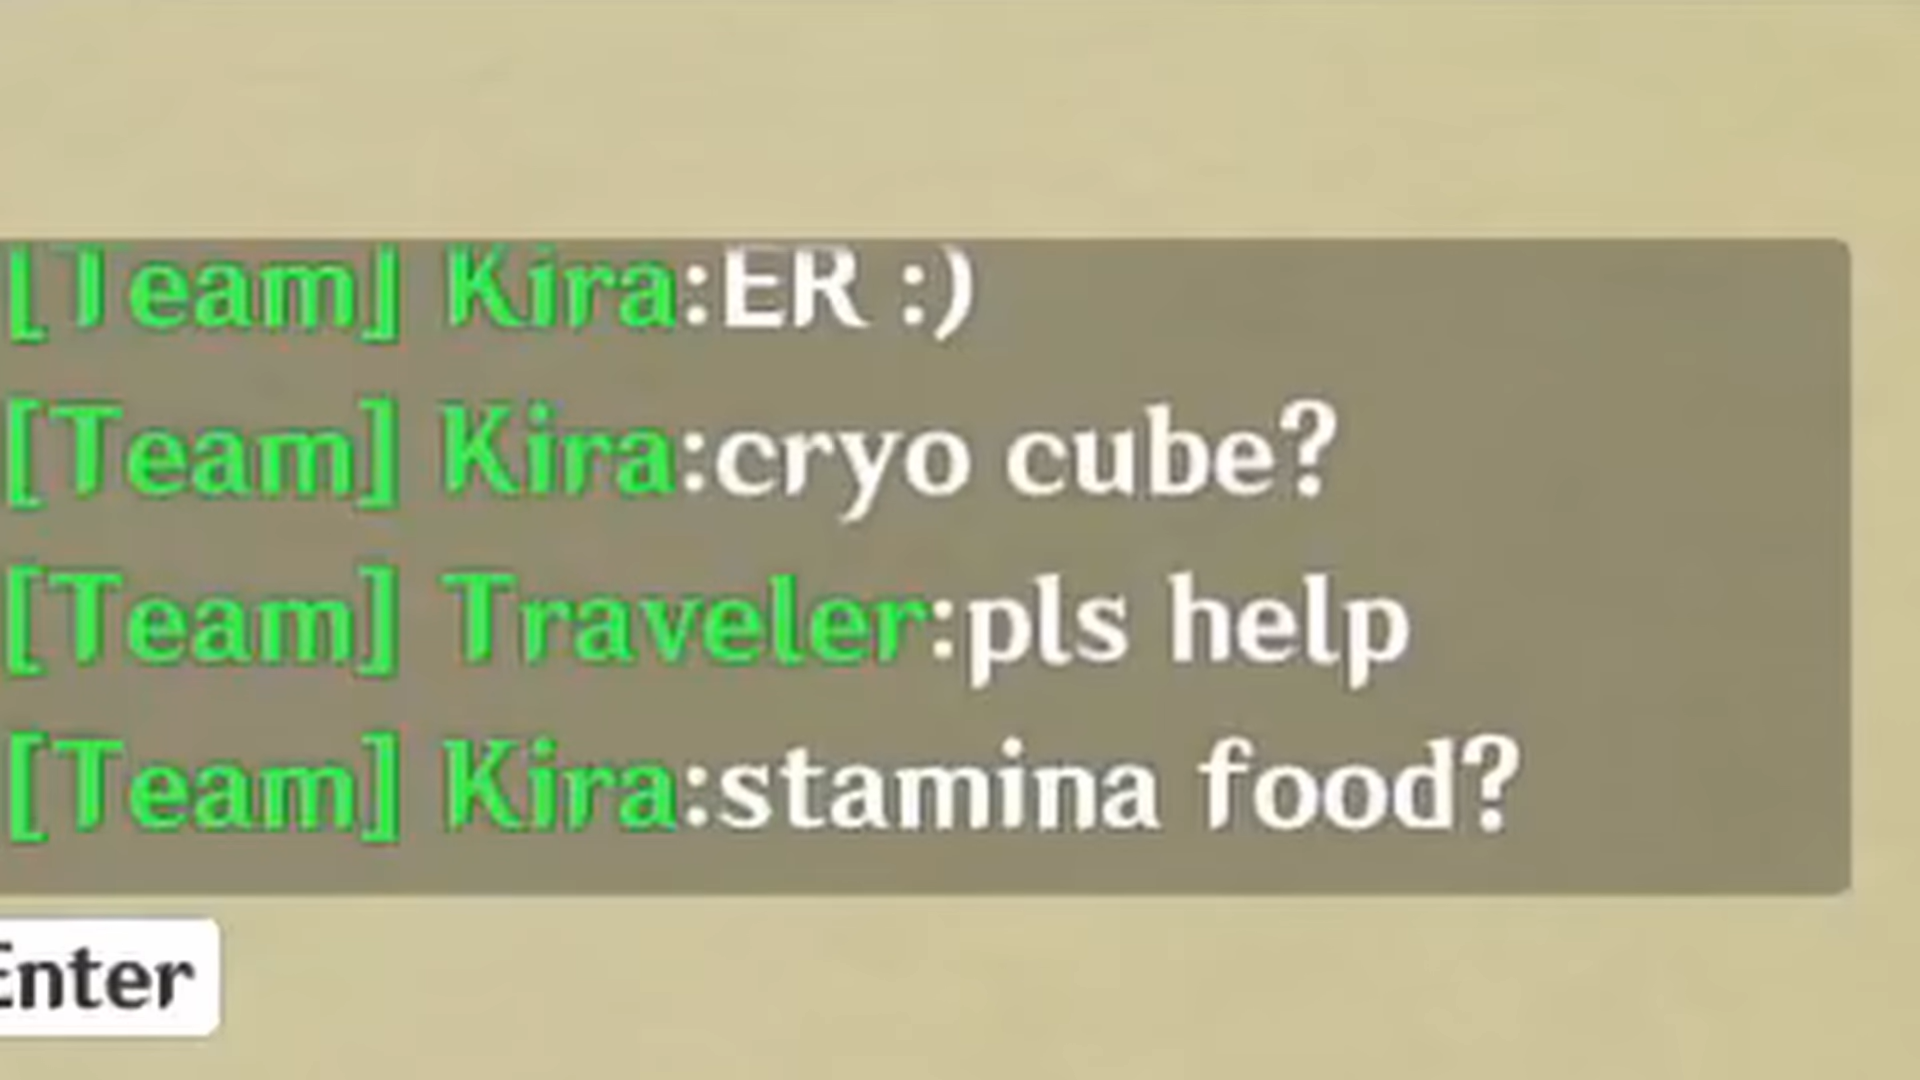 [Team] Kira:ER :)
[Team] Kira:cryo cube?
[Team] Traveler:pls help
[Team] Kira:stamina food?
Enter